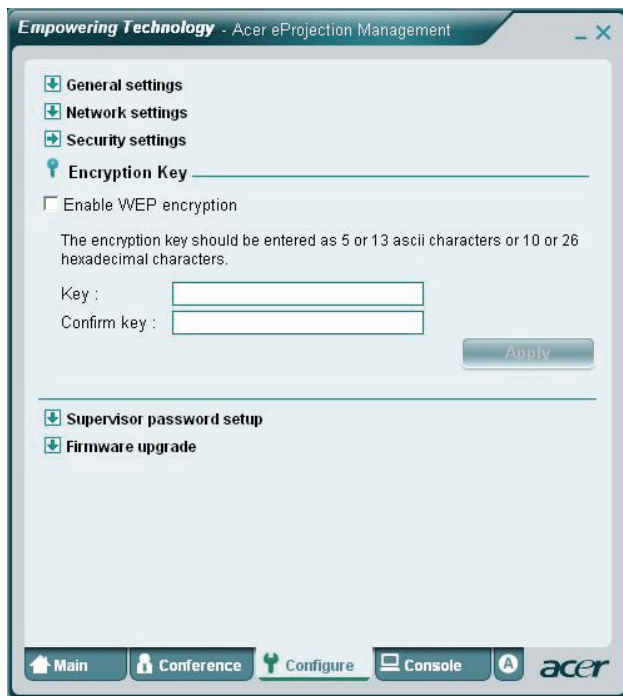 Empowering Technology - Acer eProjection Management
General settings
Network settings
Security settings
Encryption Key
Enable WEP encryption
The encryption key should be entered as 5 or 13 ascii characters or 10 or 26
hexadecimal characters.
Key :
Confirm key :
Apply
Supervisor password setup
Firmware upgrade
Main Conference Configure Console A acer